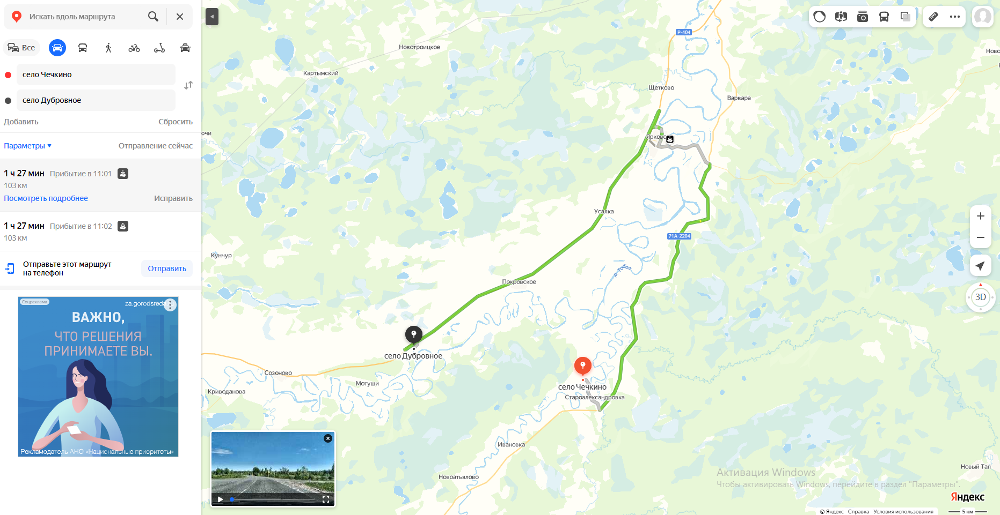 Искать вдоль маршрута
Все
село Чечкино
село Дубровное
Добавить
Сбросить
Параметры
Отправление сейчас
1 ч 27 мин Прибытие в 11:01
103 км
Посмотреть подробнее
Исправить
1 ч 27 мин Прибытие в 11:02
103 км
Отправьте этот маршрут
на телефон
Отправить
Соцреклама
za.gorodsreda
ВАЖНО,
ЧТО РЕШЕНИЯ
ПРИНИМАЕТЕ ВЫ.
Рекламодатель АНО «Национальные приоритеты»
Р-404
Новотроицкое
Картымский
Ново
Щетково
Варвара
очи
Ярково
Усалка
71А-2204
Кунчур
р. Тобол
Покровское
село Дубровное
Созоново
Мотуши
Криводанова
село Чечкино
Староалександровка
Ивановка
Новоатьялово
Новый Тап
3D
Активация Windows
Чтобы активировать Windows, перейдите в раздел "Параметры".
Яндекс
© Яндекс Справка Условия использования
5 км